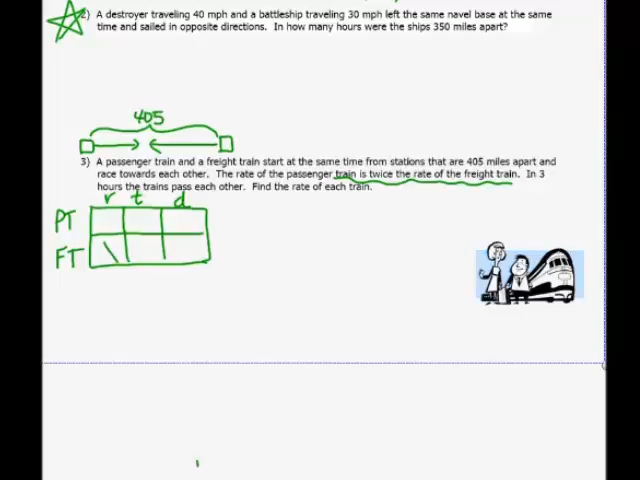 2) A destroyer traveling 40 mph and a battleship traveling 30 mph left the same navel base at the same
time and sailed in opposite directions. In how many hours were the ships 350 miles apart?
405
3) A passenger train and a freight train start at the same time from stations that are 405 miles apart and
race towards each other. The rate of the passenger train is twice the rate of the freight train. In 3
hours the trains pass each other. Find the rate of each train.
r t d
PT
FT